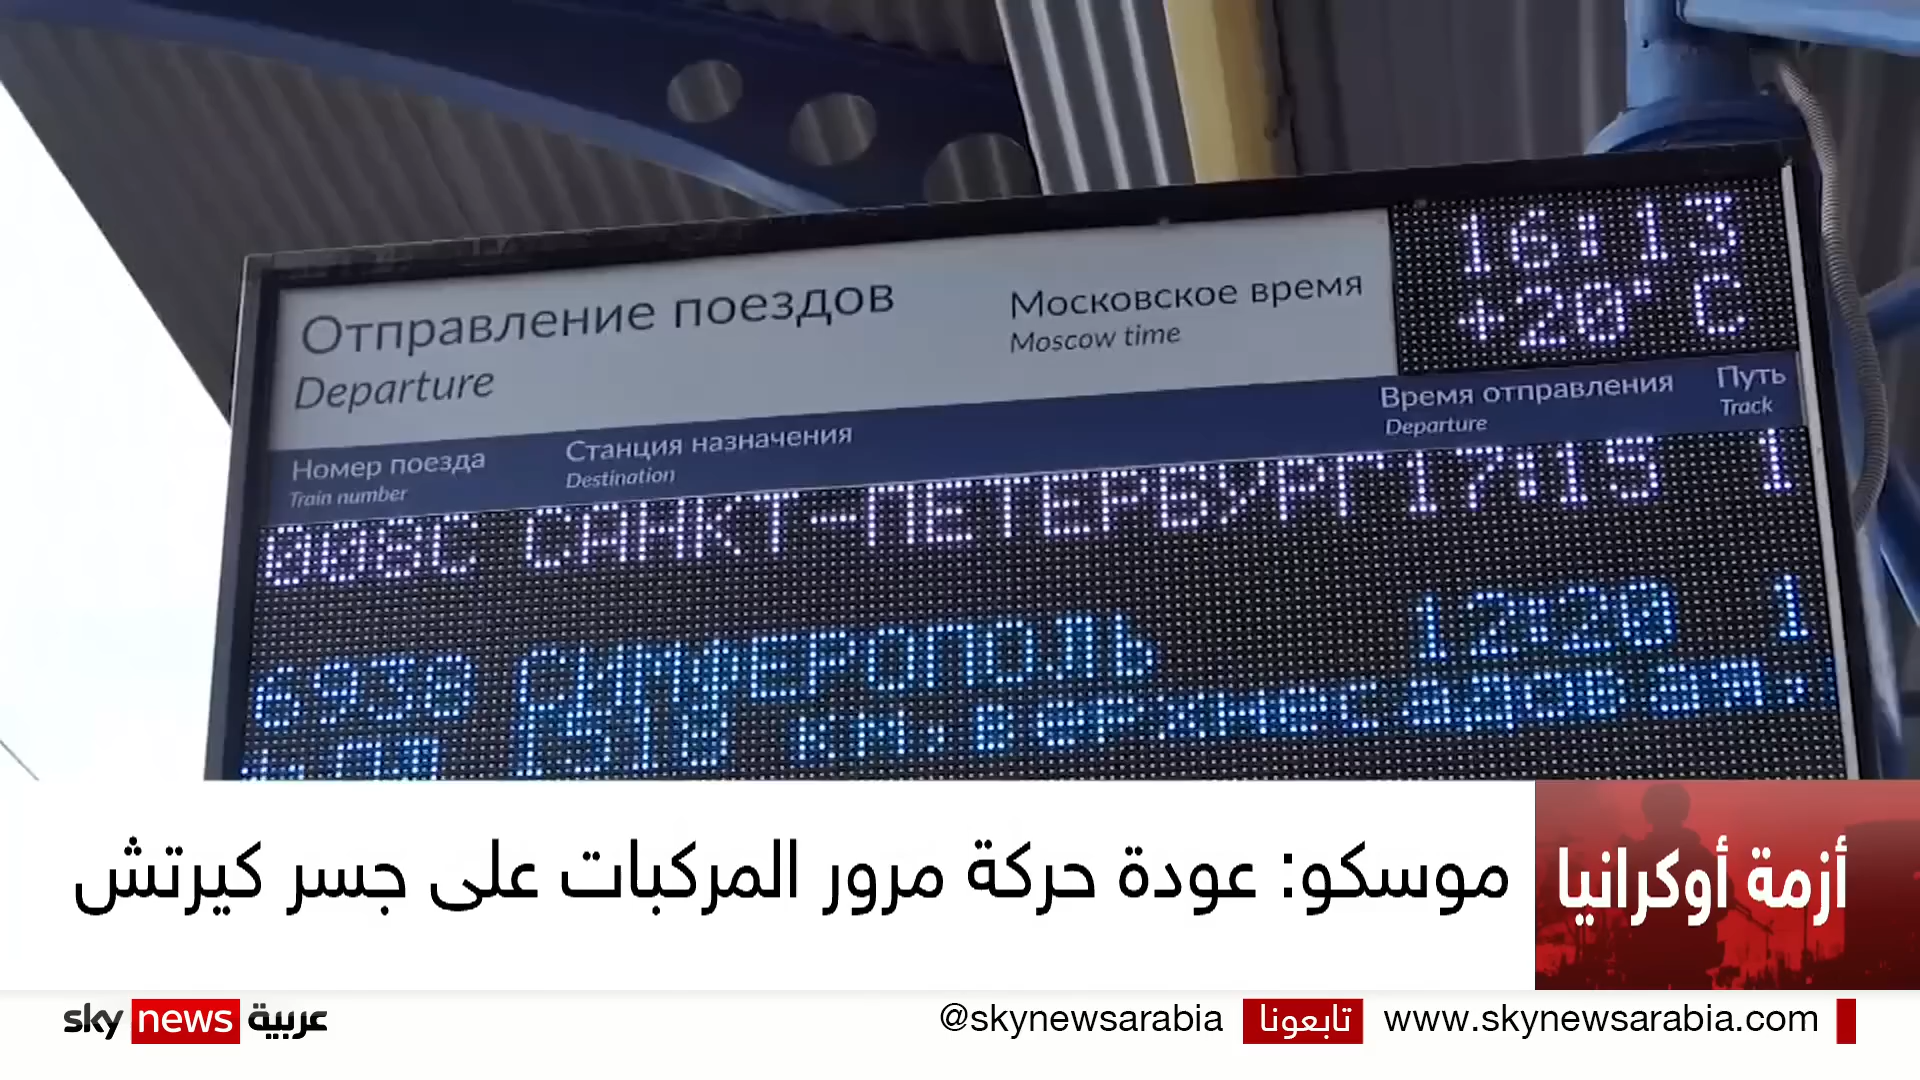 16:13
+20°C
Отправление поездов
Departure
Московское время
Moscow time
Номер поезда
Train number
Станция назначения
Destination
Время отправления
Departure
Путь
Track
008С САНКТ-ПЕТЕРБУРГ 17:15 1
6939 СИМФЕРОПОЛЬ 12:20 1
أزمة أوكرانيا
موسكو: عودة حركة مرور المركبات على جسر كيرتش
sky news عربية
@skynewsarabia تابعونا www.skynewsarabia.com